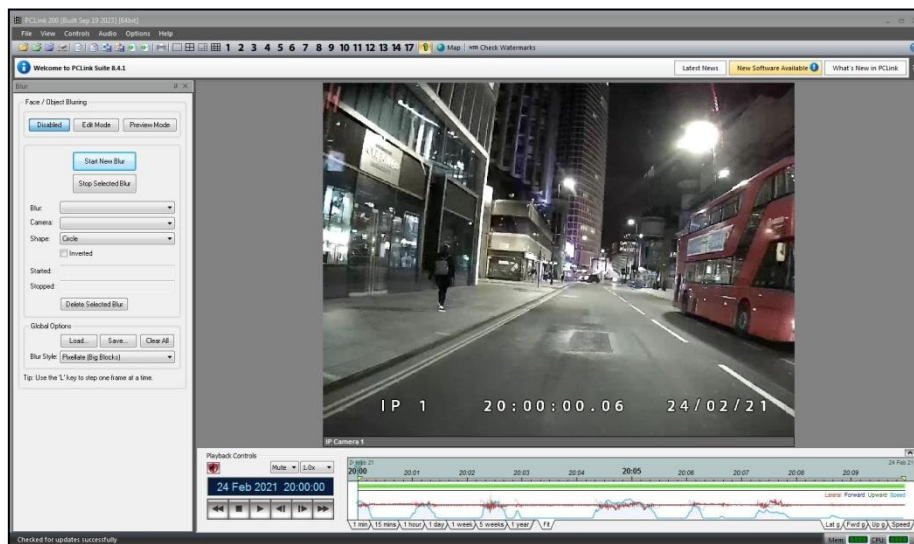 PCLink 200 [Built Sep 19 2023] [64bit]
File View Controls Audio Options Help
1 2 3 4 5 6 7 8 9 10 11 12 13 14 17 Map Check Watermarks
Welcome to PCLink Suite 8.4.1
Latest News
New Software Available
What's New in PCLink
Blur
Face / Object Blurring
Disabled
Edit Mode
Preview Mode
Start New Blur
Stop Selected Blur
Blur:
Camera:
Shape: Circle
Inverted
Started:
Stopped:
Delete Selected Blur
Global Options
Load... Save... Clear All
Blur Style: Pixellate (Big Blocks)
Tip: Use the 'L' key to step one frame at a time.
IP 1 20:00:00.06 24/02/21
IP Camera 1
Playback Controls
Mute 1.0x
24 Feb 2021 20:00:00
24 Feb 21
20:00 20:01 20:02 20:03 20:04 20:05 20:06 20:07 20:08 20:09
Lateral Forward Upward Speed
1 min 15 mins 1 hour 1 day 1 week 5 weeks 1 year Fit
Lat g Fwd g Up g Speed
Checked for updates successfully
Mem: CPU: